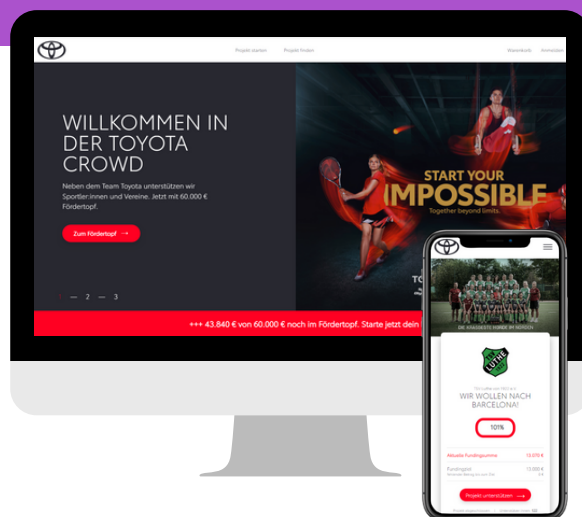 Projekt starten Projekt finden Warenkorb Anmelden
WILLKOMMEN IN
DER TOYOTA
CROWD
Neben dem Team Toyota unterstützen wir
Sportler:innen und Vereine. Jetzt mit 60.000 €
Fördertopf.
Zum Fördertopf →
1 — 2 — 3
START YOUR
IMPOSSIBLE
Together beyond limits.
+++ 43.840 € von 60.000 € noch im Fördertopf. Starte jetzt dein
LUTHE
WIR WOLLEN NACH
BARCELONA!
101%
Aktuelle Fundingsumme 13.070 €
Fundingziel 13.000 €
Projekt unterstützen →